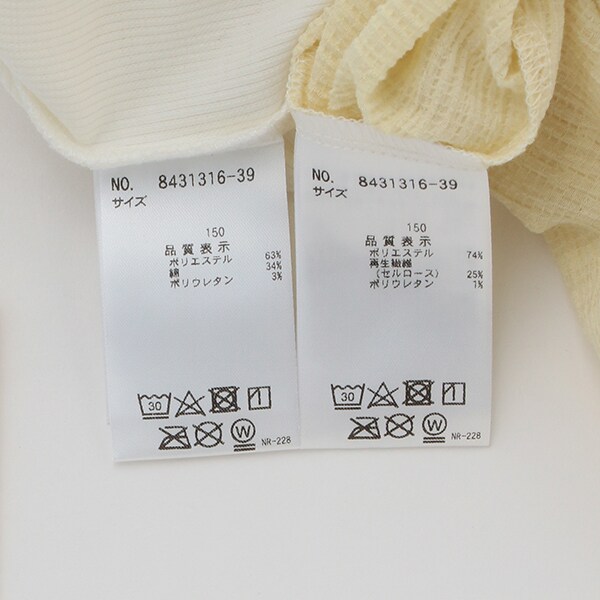 NO. 8431316-39
サイズ
150
品質表示
ポリエステル 63%
綿 34%
ポリウレタン 3%
30
W
NR-228
NO. 8431316-39
サイズ
150
品質表示
ポリエステル 74%
再生繊維
(セルロース) 25%
ポリウレタン 1%
30
W
NR-228